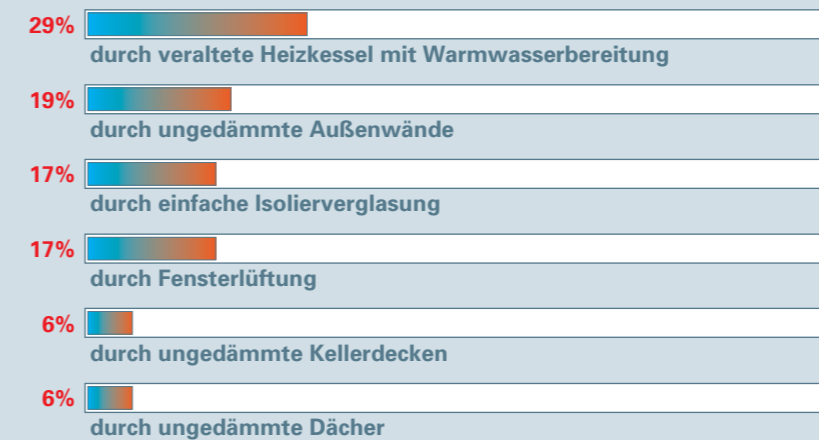 29%
durch veraltete Heizkessel mit Warmwasserbereitung
19%
durch ungedämmte Außenwände
17%
durch einfache Isolierverglasung
17%
durch Fensterlüftung
6%
durch ungedämmte Kellerdecken
6%
durch ungedämmte Dächer